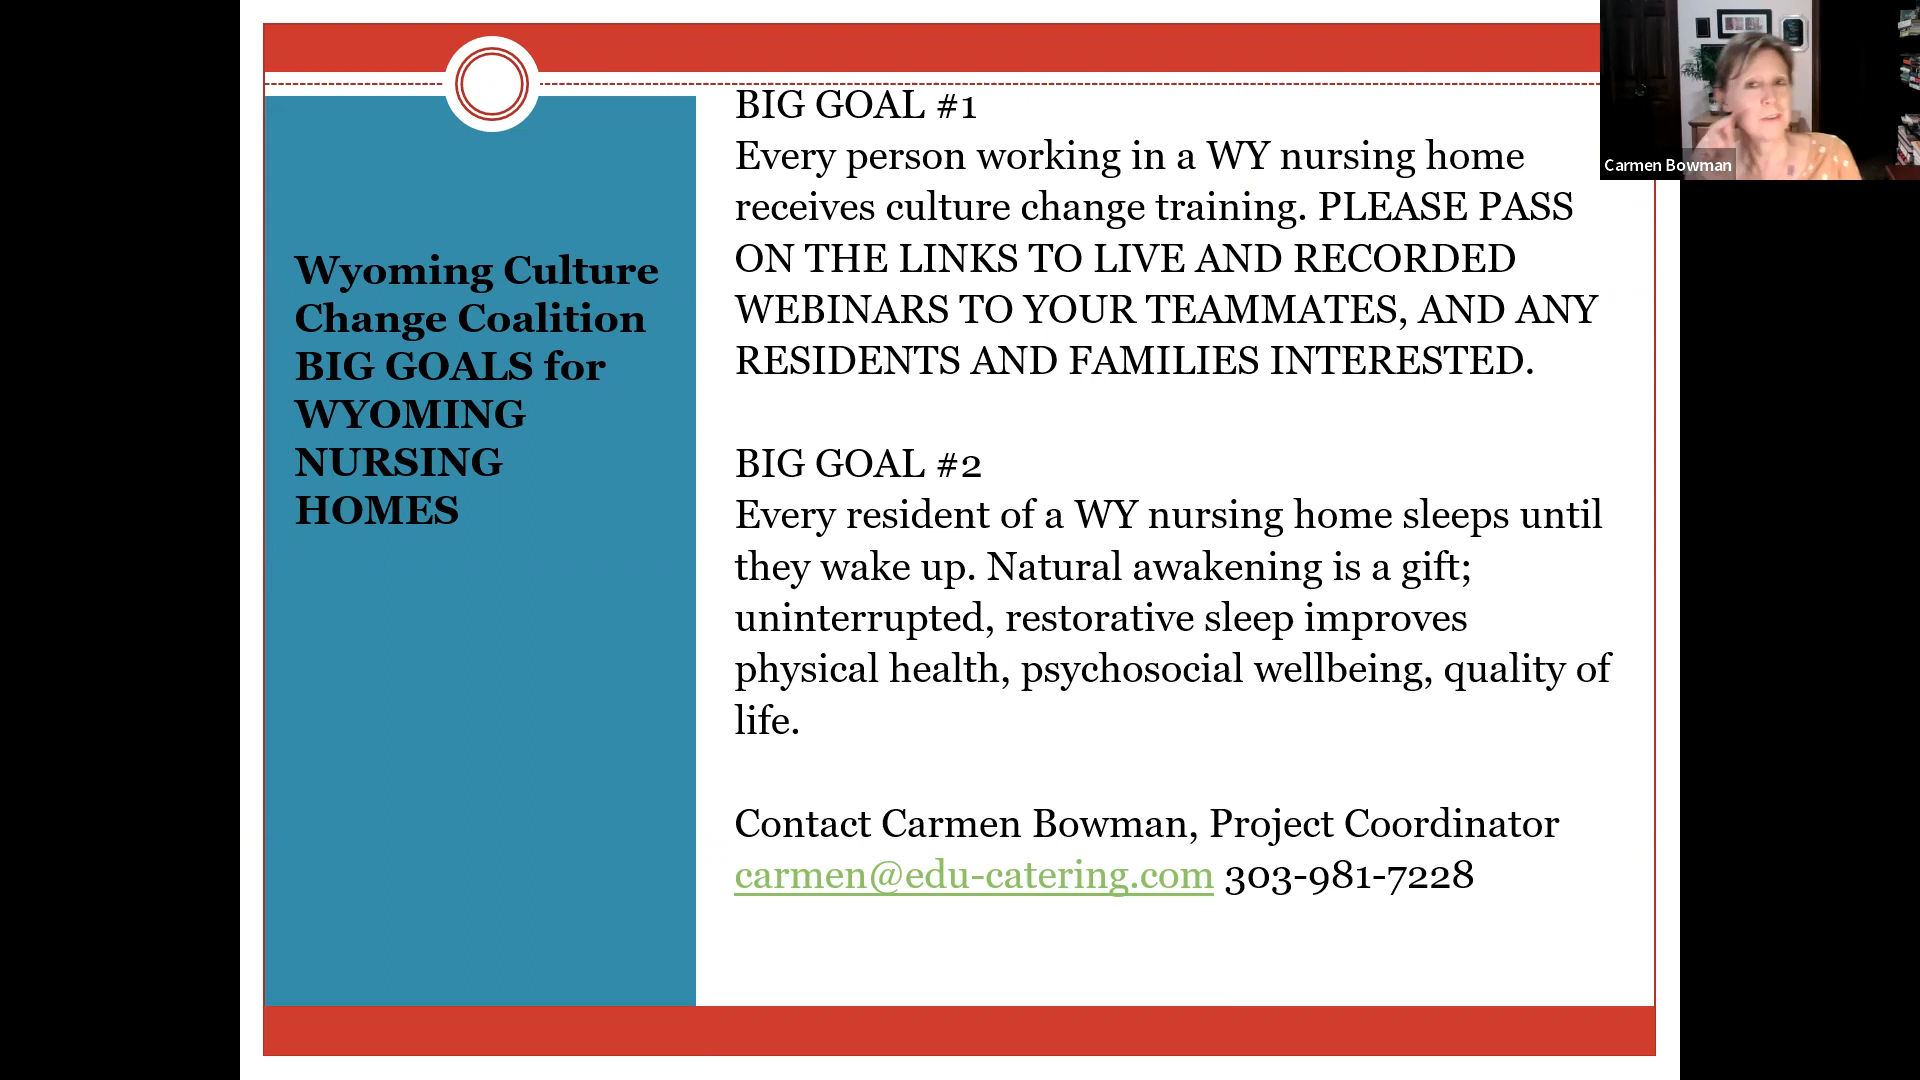 Wyoming Culture
Change Coalition
BIG GOALS for
WYOMING
NURSING
HOMES
BIG GOAL #1
Every person working in a WY nursing home
receives culture change training. PLEASE PASS
ON THE LINKS TO LIVE AND RECORDED
WEBINARS TO YOUR TEAMMATES, AND ANY
RESIDENTS AND FAMILIES INTERESTED.
BIG GOAL #2
Every resident of a WY nursing home sleeps until
they wake up. Natural awakening is a gift;
uninterrupted, restorative sleep improves
physical health, psychosocial wellbeing, quality of
life.
Contact Carmen Bowman, Project Coordinator
carmen@edu-catering.com 303-981-7228
Carmen Bowman